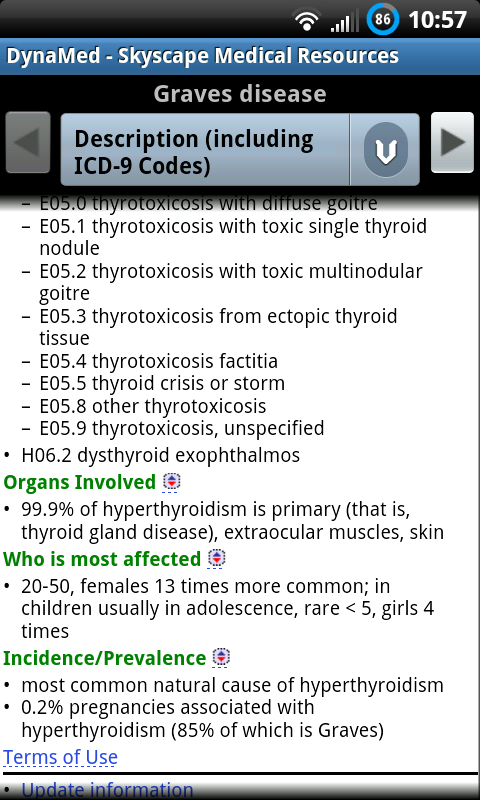 86 10:57
DynaMed - Skyscape Medical Resources
Graves disease
Description (including
ICD-9 Codes)
– E05.0 thyrotoxicosis with diffuse goitre
– E05.1 thyrotoxicosis with toxic single thyroid
nodule
– E05.2 thyrotoxicosis with toxic multinodular
goitre
– E05.3 thyrotoxicosis from ectopic thyroid
tissue
– E05.4 thyrotoxicosis factitia
– E05.5 thyroid crisis or storm
– E05.8 other thyrotoxicosis
– E05.9 thyrotoxicosis, unspecified
• H06.2 dysthyroid exophthalmos
Organs Involved
• 99.9% of hyperthyroidism is primary (that is,
thyroid gland disease), extraocular muscles, skin
Who is most affected
• 20-50, females 13 times more common; in
children usually in adolescence, rare < 5, girls 4
times
Incidence/Prevalence
• most common natural cause of hyperthyroidism
• 0.2% pregnancies associated with
hyperthyroidism (85% of which is Graves)
Terms of Use
• Update information